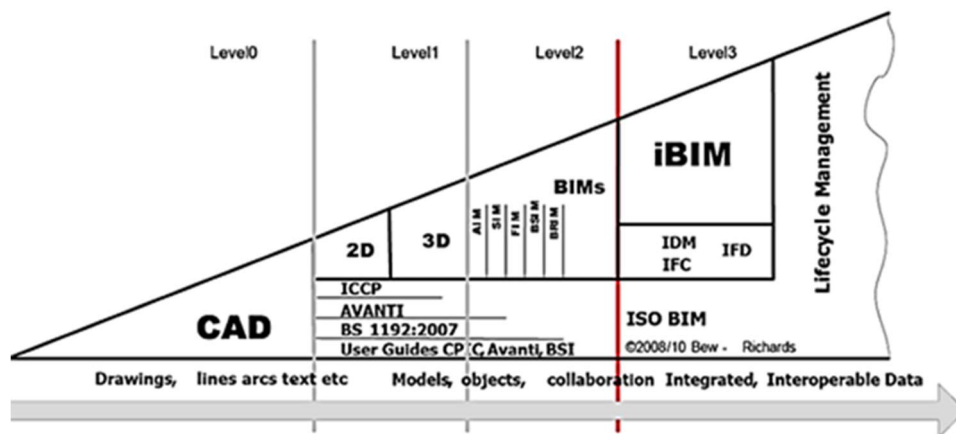 Level0
Level1
Level2
Level3
iBIM
BIMs
AIM
SIM
FIM
BSIM
BRIM
2D
3D
IDM
IFC
IFD
Lifecycle Management
CAD
ICCP
AVANTI
BS 1192:2007
User Guides CPIC, Avanti, BSI
ISO BIM
©2008/10 Bew - Richards
Drawings, lines arcs text etc
Models, objects, collaboration
Integrated, Interoperable Data